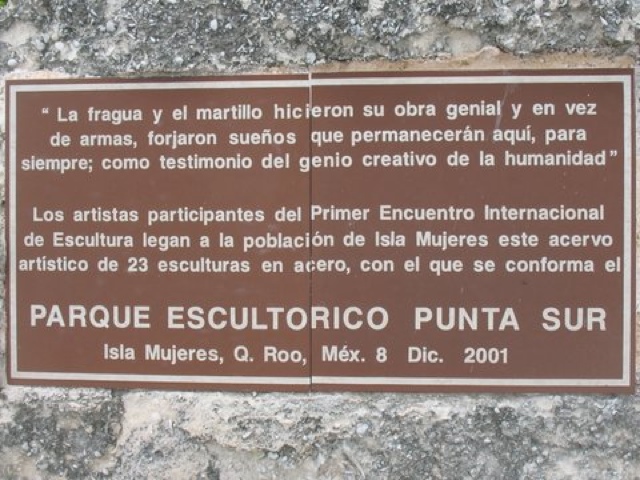 “ La fragua y el martillo hicieron su obra genial y en vez
de armas, forjaron sueños que permanecerán aquí, para
siempre; como testimonio del genio creativo de la humanidad ”
Los artistas participantes del Primer Encuentro Internacional
de Escultura legan a la población de Isla Mujeres este acervo
artístico de 23 esculturas en acero, con el que se conforma el
PARQUE ESCULTORICO PUNTA SUR
Isla Mujeres, Q. Roo, Méx. 8 Dic. 2001